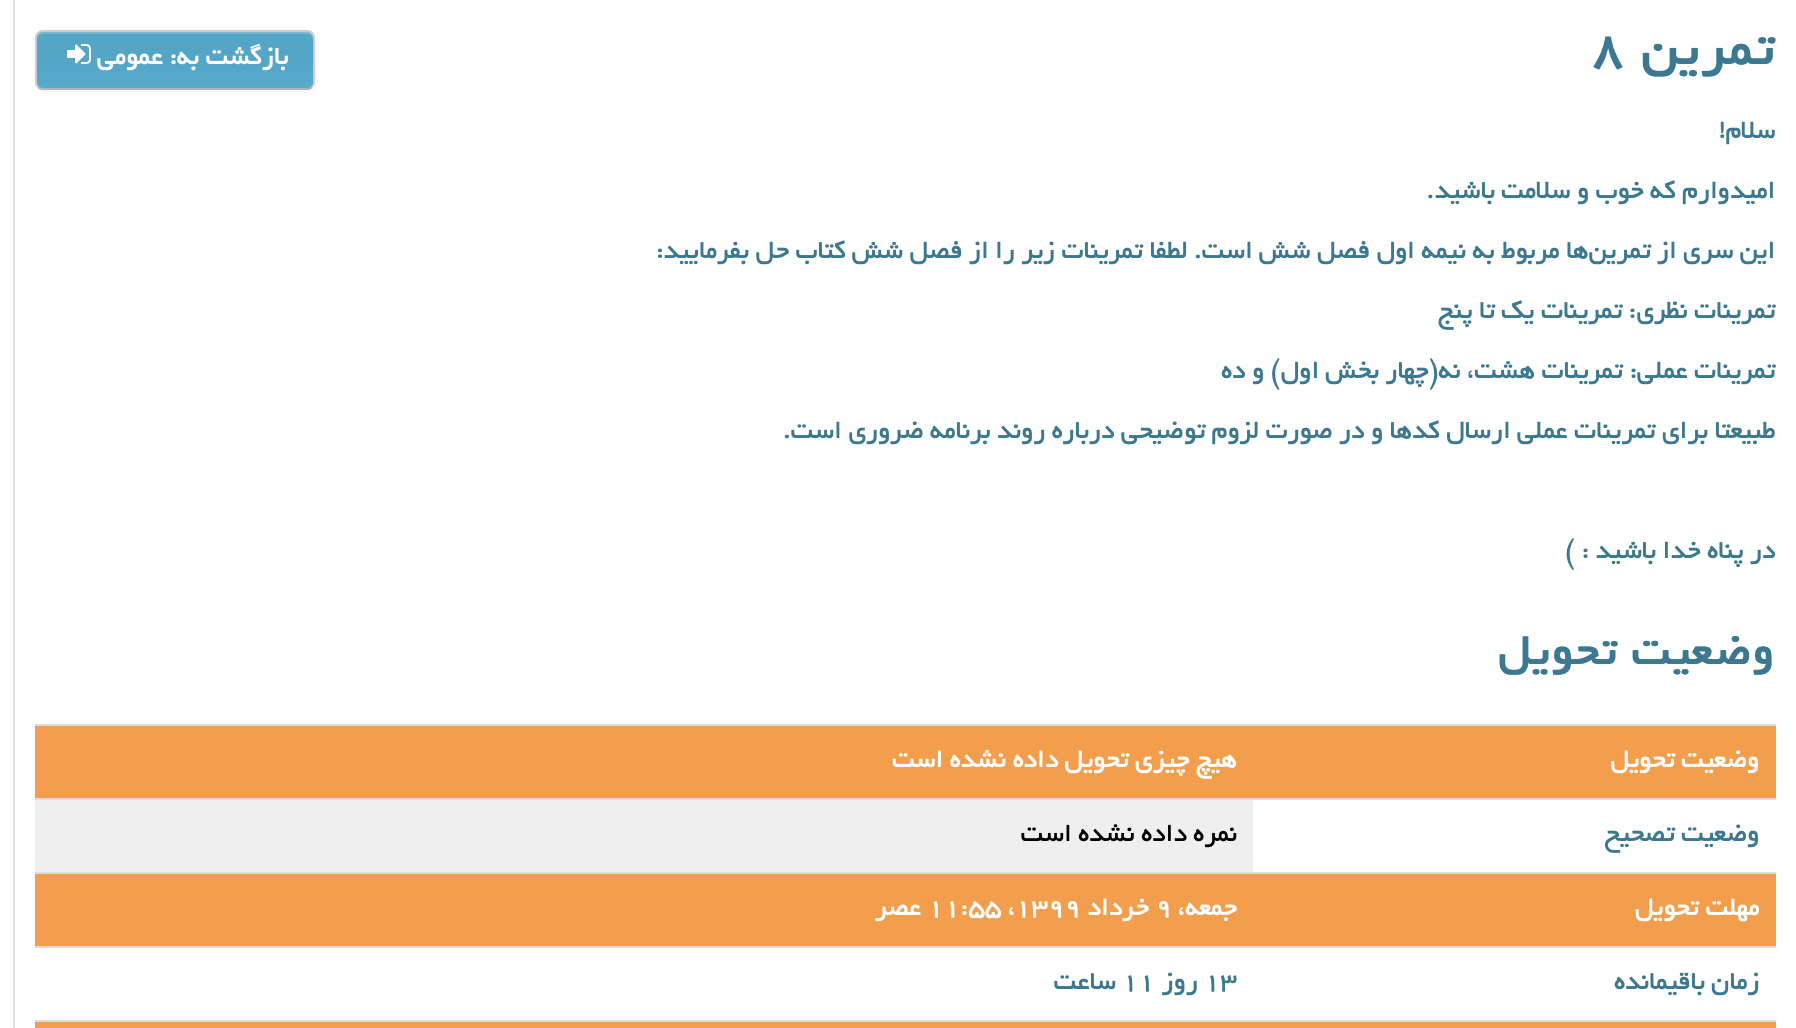 تمرین ۸
بازگشت به: عمومی
سلام!
امیدوارم که خوب و سلامت باشید.
این سری از تمرین‌ها مربوط به نیمه اول فصل شش است. لطفا تمرینات زیر را از فصل شش کتاب حل بفرمایید:
تمرینات نظری: تمرینات یک تا پنج
تمرینات عملی: تمرینات هشت، نه(چهار بخش اول) و ده
طبیعتا برای تمرینات عملی ارسال کدها و در صورت لزوم توضیحی درباره روند برنامه ضروری است.
در پناه خدا باشید : )
وضعیت تحویل
وضعیت تحویل هیچ چیزی تحویل داده نشده است
وضعیت تصحیح نمره داده نشده است
مهلت تحویل جمعه، ۹ خرداد ۱۳۹۹، ۱۱:۵۵ عصر
زمان باقیمانده ۱۳ روز ۱۱ ساعت